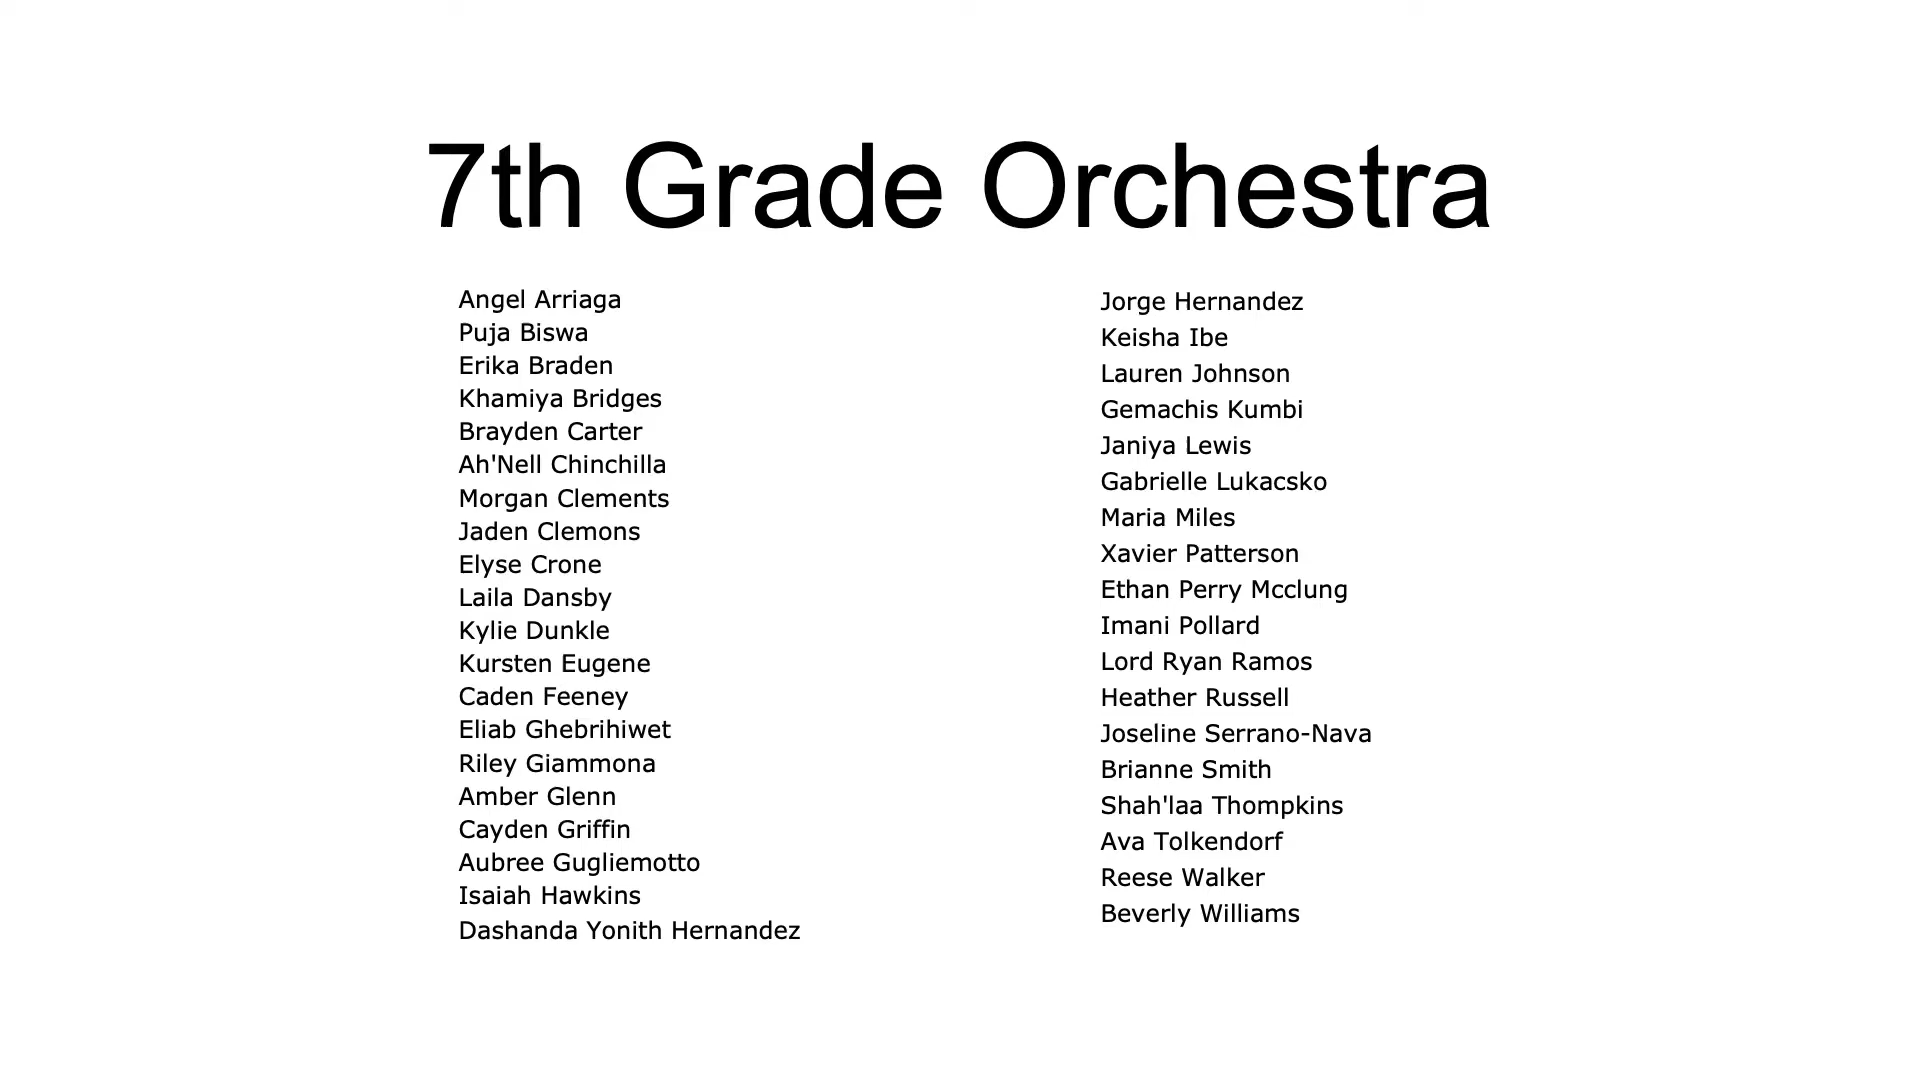 7th Grade Orchestra
Angel Arriaga
Puja Biswa
Erika Braden
Khamiya Bridges
Brayden Carter
Ah'Nell Chinchilla
Morgan Clements
Jaden Clemons
Elyse Crone
Laila Dansby
Kylie Dunkle
Kursten Eugene
Caden Feeney
Eliab Ghebrihiwet
Riley Giammona
Amber Glenn
Cayden Griffin
Aubree Gugliemotto
Isaiah Hawkins
Dashanda Yonith Hernandez
Jorge Hernandez
Keisha Ibe
Lauren Johnson
Gemachis Kumbi
Janiya Lewis
Gabrielle Lukacsko
Maria Miles
Xavier Patterson
Ethan Perry Mcclung
Imani Pollard
Lord Ryan Ramos
Heather Russell
Joseline Serrano-Nava
Brianne Smith
Shah'laa Thompkins
Ava Tolkendorf
Reese Walker
Beverly Williams